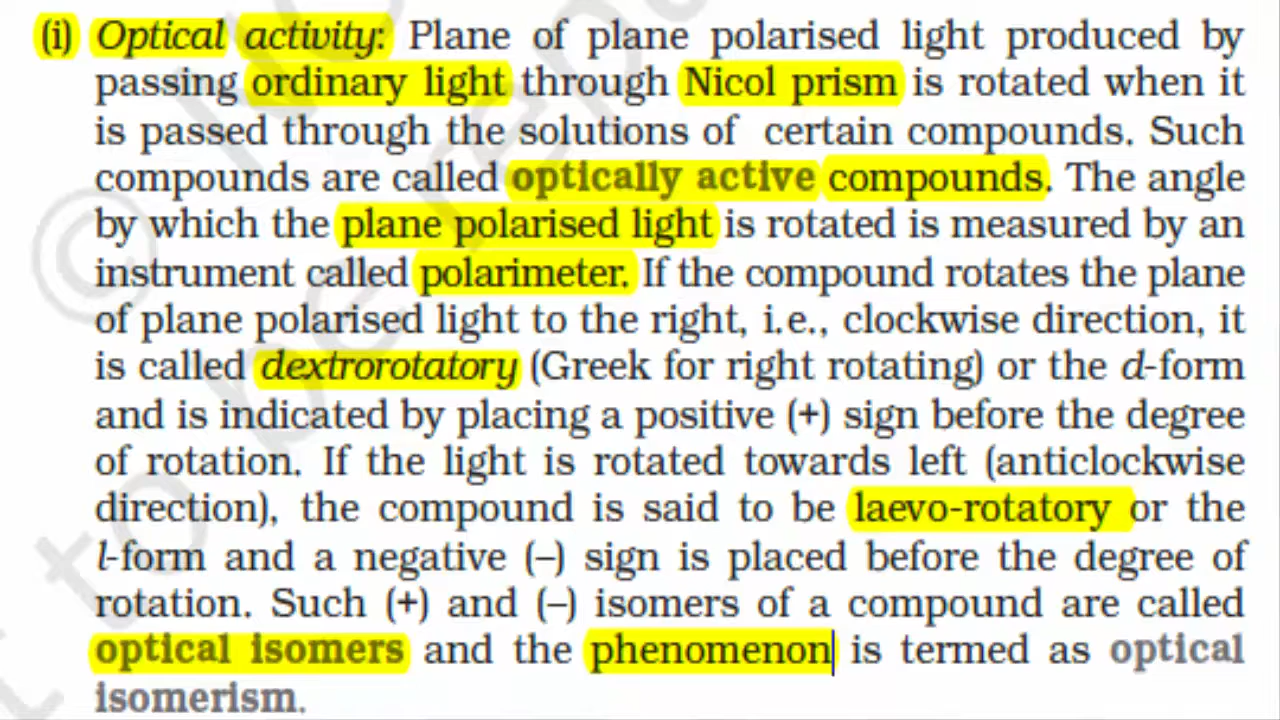 (i) Optical activity: Plane of plane polarised light produced by
passing ordinary light through Nicol prism is rotated when it
is passed through the solutions of certain compounds. Such
compounds are called optically active compounds. The angle
by which the plane polarised light is rotated is measured by an
instrument called polarimeter. If the compound rotates the plane
of plane polarised light to the right, i.e., clockwise direction, it
is called dextrorotatory (Greek for right rotating) or the d-form
and is indicated by placing a positive (+) sign before the degree
of rotation. If the light is rotated towards left (anticlockwise
direction), the compound is said to be laevo-rotatory or the
l-form and a negative (–) sign is placed before the degree of
rotation. Such (+) and (–) isomers of a compound are called
optical isomers and the phenomenon is termed as optical
isomerism.